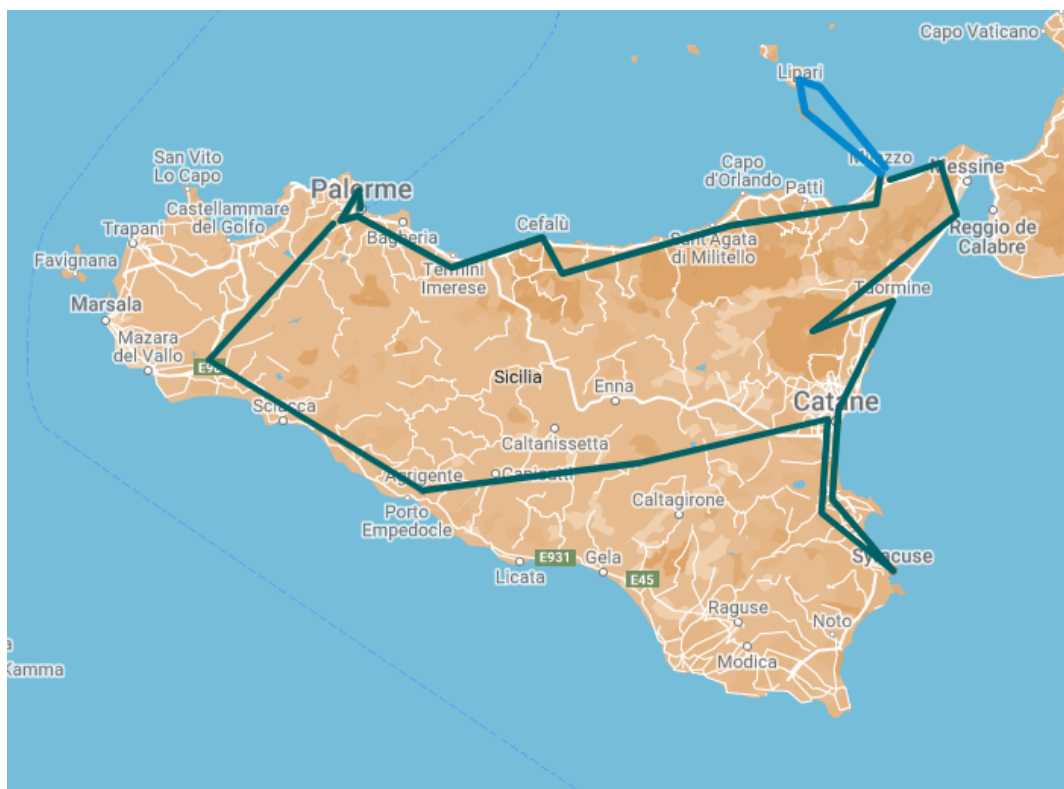 Capo Vaticano
Lipari
San Vito
Lo Capo
Milazzo
Messine
Capo
d'Orlando
Patti
Palerme
Castellammare
del Golfo
Trapani
Bagheria
Cefalù
Sant'Agata
di Militello
Reggio de
Calabre
Favignana
Termini
Imerese
Taormine
Marsala
Mazara
del Vallo
E90
Sicilia
Enna
Sciacca
Catane
Caltanissetta
Agrigente
Canicattì
Porto
Empedocle
Caltagirone
E931
Licata
Gela
E45
Syracuse
Raguse
Noto
Modica
a
Kamma